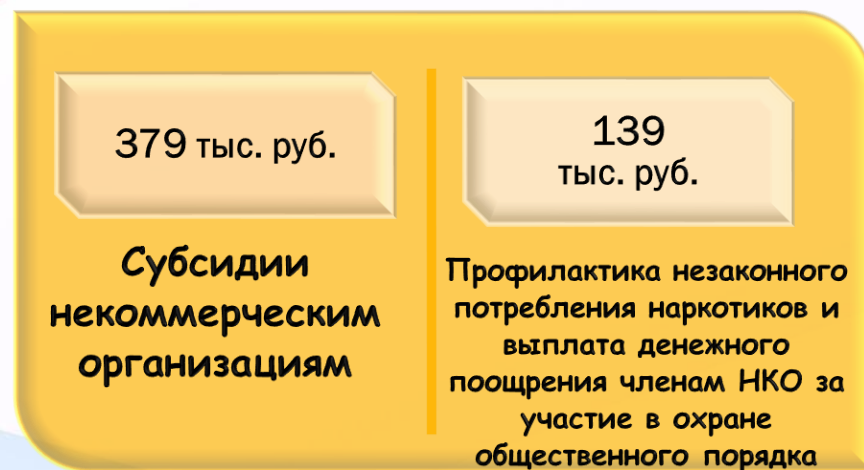 379 тыс. руб.
Субсидии
некоммерческим
организациям
139
тыс. руб.
Профилактика незаконного
потребления наркотиков и
выплата денежного
поощрения членам НКО за
участие в охране
общественного порядка